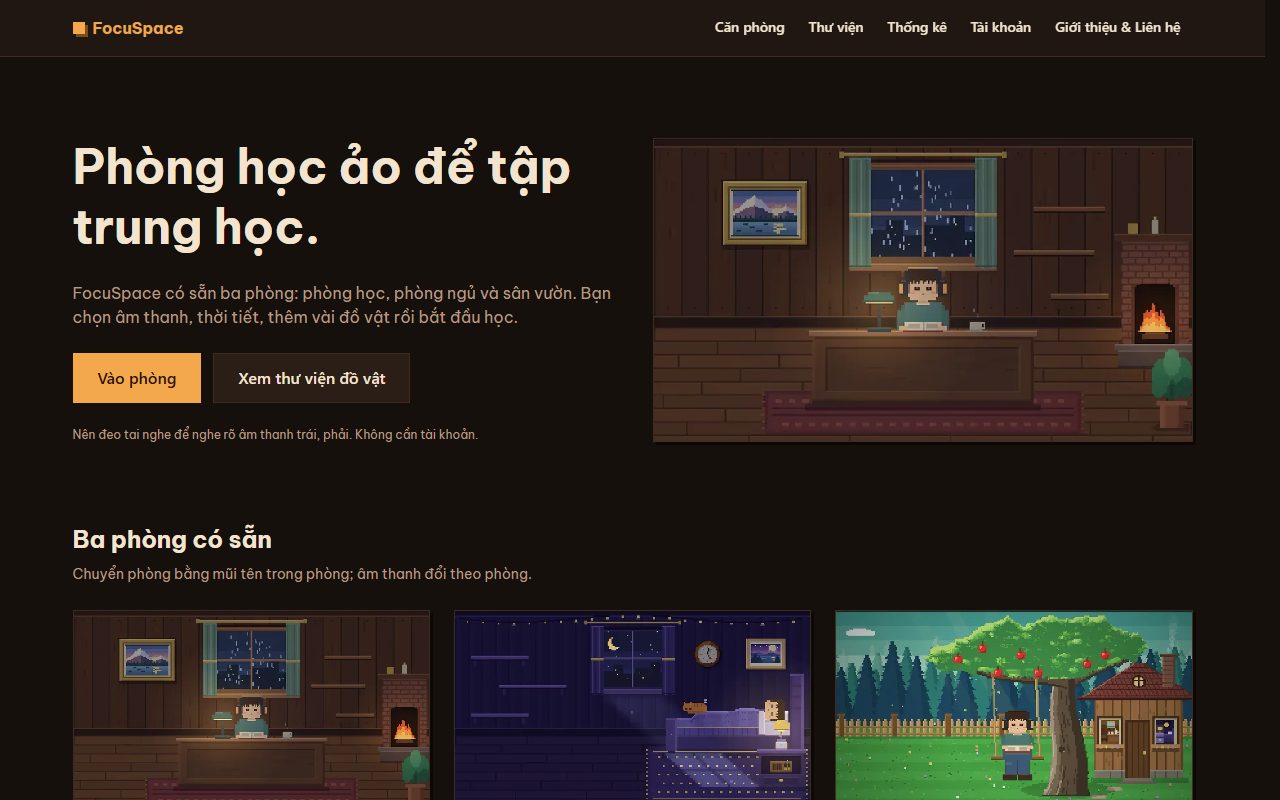 FocuSpace
Căn phòng
Thư viện
Thống kê
Tài khoản
Giới thiệu & Liên hệ
Phòng học ảo để tập
trung học.
FocuSpace có sẵn ba phòng: phòng học, phòng ngủ và sân vườn. Bạn
chọn âm thanh, thời tiết, thêm vài đồ vật rồi bắt đầu học.
Vào phòng
Xem thư viện đồ vật
Nên đeo tai nghe để nghe rõ âm thanh trái, phải. Không cần tài khoản.
Ba phòng có sẵn
Chuyển phòng bằng mũi tên trong phòng; âm thanh đổi theo phòng.